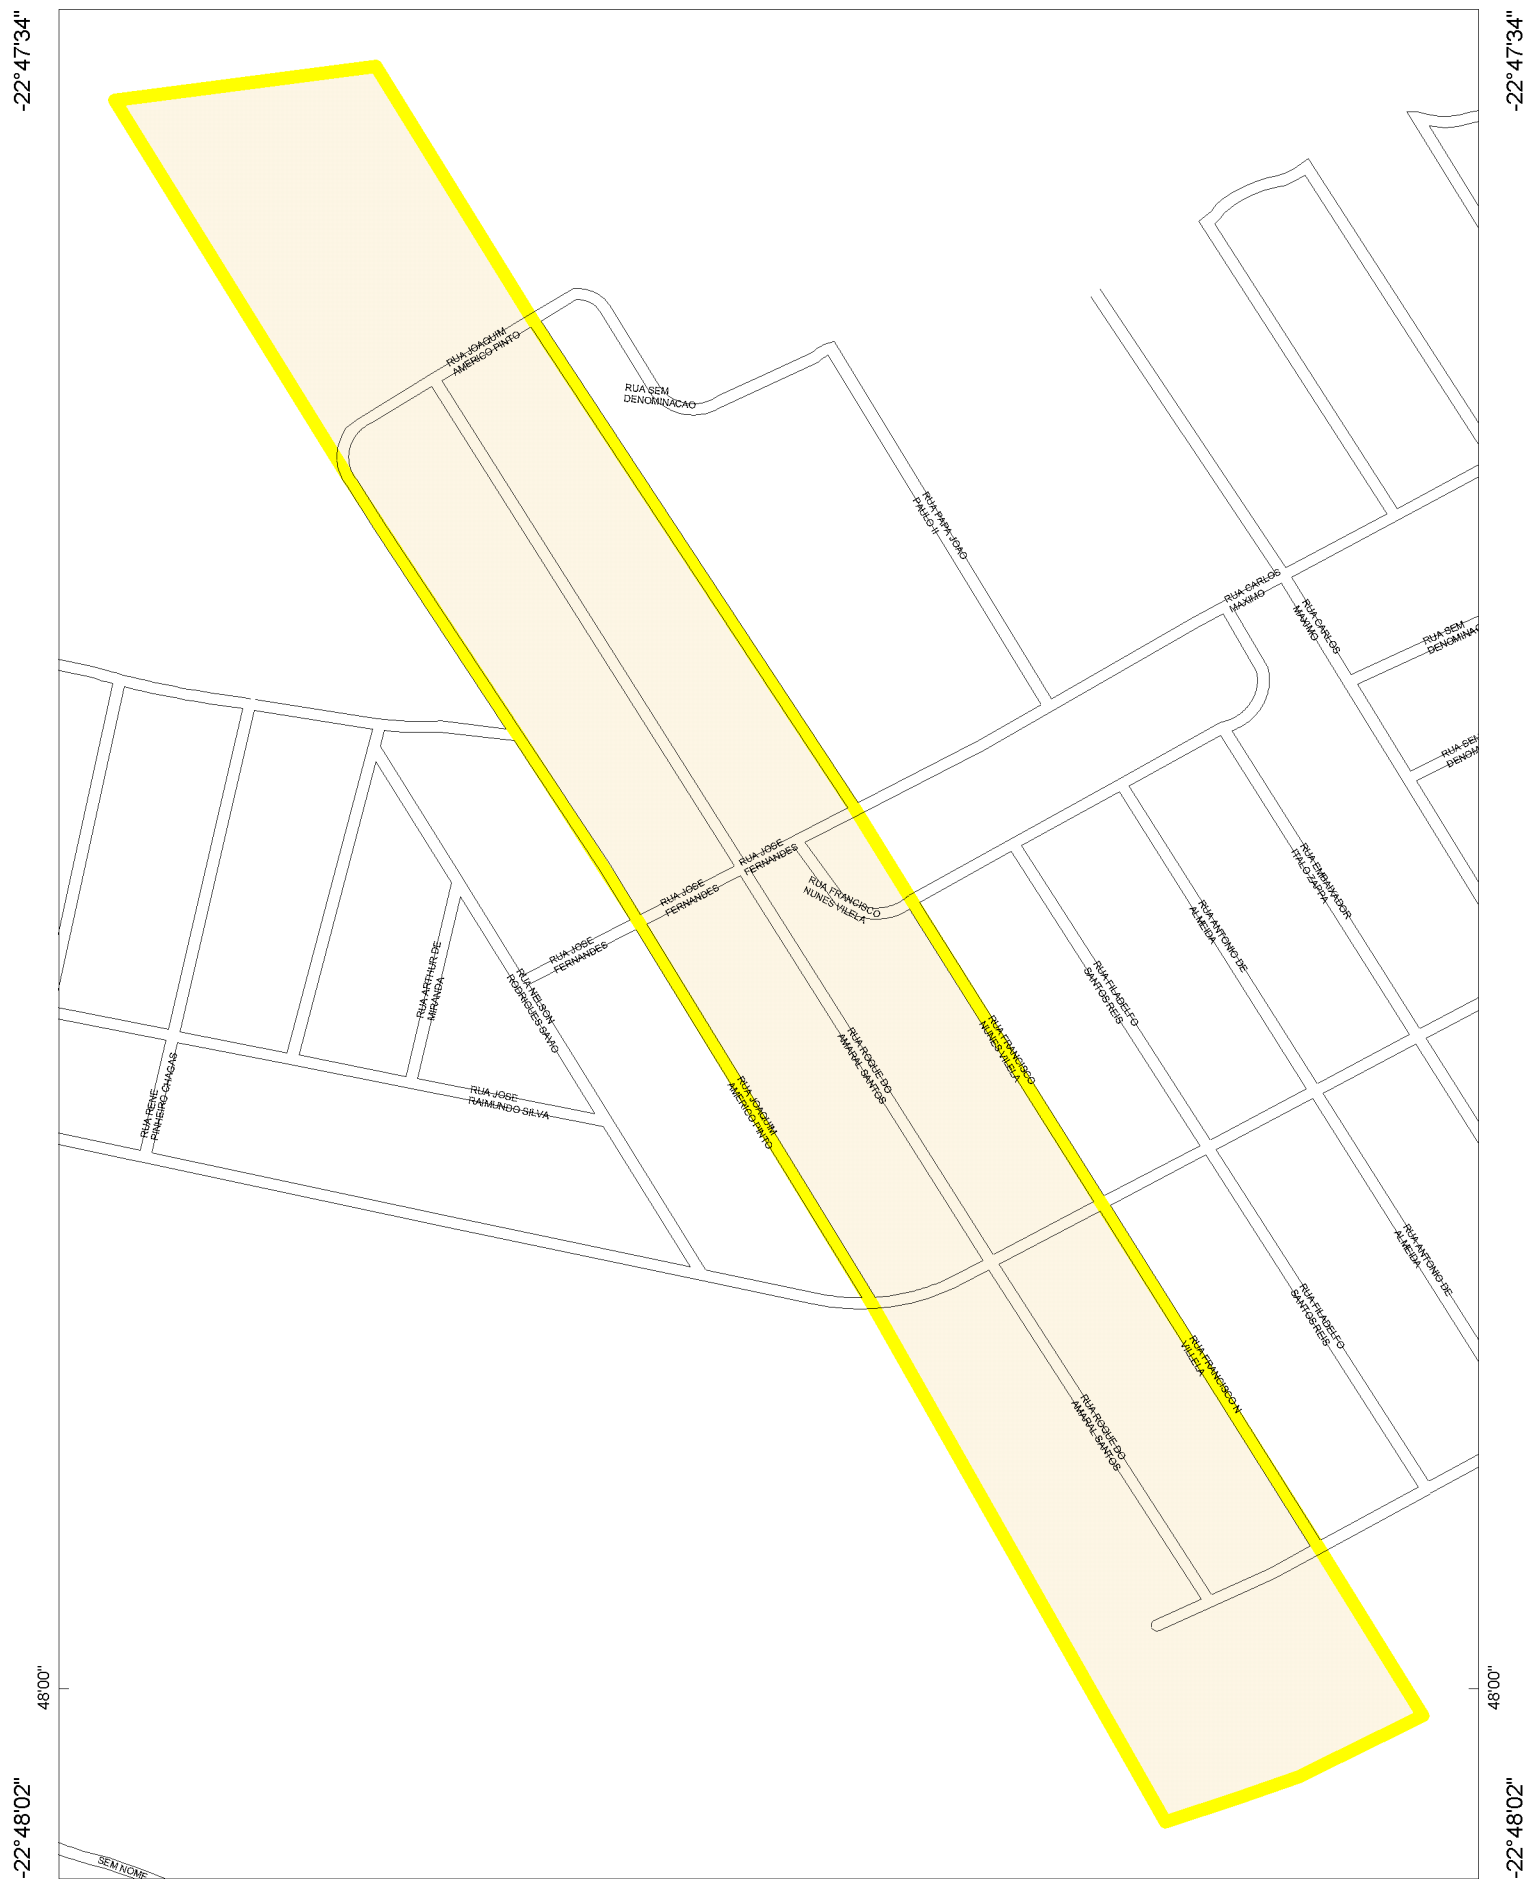 -22°47'34"
-22°47'34"
RUA JOAQUIM
AMERICO PINTO
RUA SEM
DENOMINACAO
RUA PAPA JOAO
PAULO II
RUA CARLOS
MAXIMO
RUA CARLOS
MAXIMO
RUA SEM
DENOMINAC
RUA SEM
DENOM
RUA JOSE
FERNANDES
RUA JOSE
FERNANDES
RUA JOSE
FERNANDES
RUA FRANCISCO
NUNES VILELA
RUA EMBAIXADOR
ITALO ZAPPA
RUA ANTONIO DE
ALMEIDA
RUA FILADELFO
SANTOS REIS
RUA ARTHUR DE
MIRANDA
RUA NELSON
RODRIGUES SAVIO
RUA FRANCISCO
NUNES VILELA
RUA ROQUE DO
AMARAL SANTOS
RUA JOAQUIM
AMERICO PINTO
RUA RENE
PINHEIRO CHAGAS
RUA JOSE
RAIMUNDO SILVA
RUA ANTONIO DE
ALMEIDA
RUA FILADELFO
SANTOS REIS
RUA FRANCISCO N
VILLELA
RUA ROQUE DO
AMARAL SANTOS
48'00"
48'00"
-22°48'02"
-22°48'02"
SEM NOME